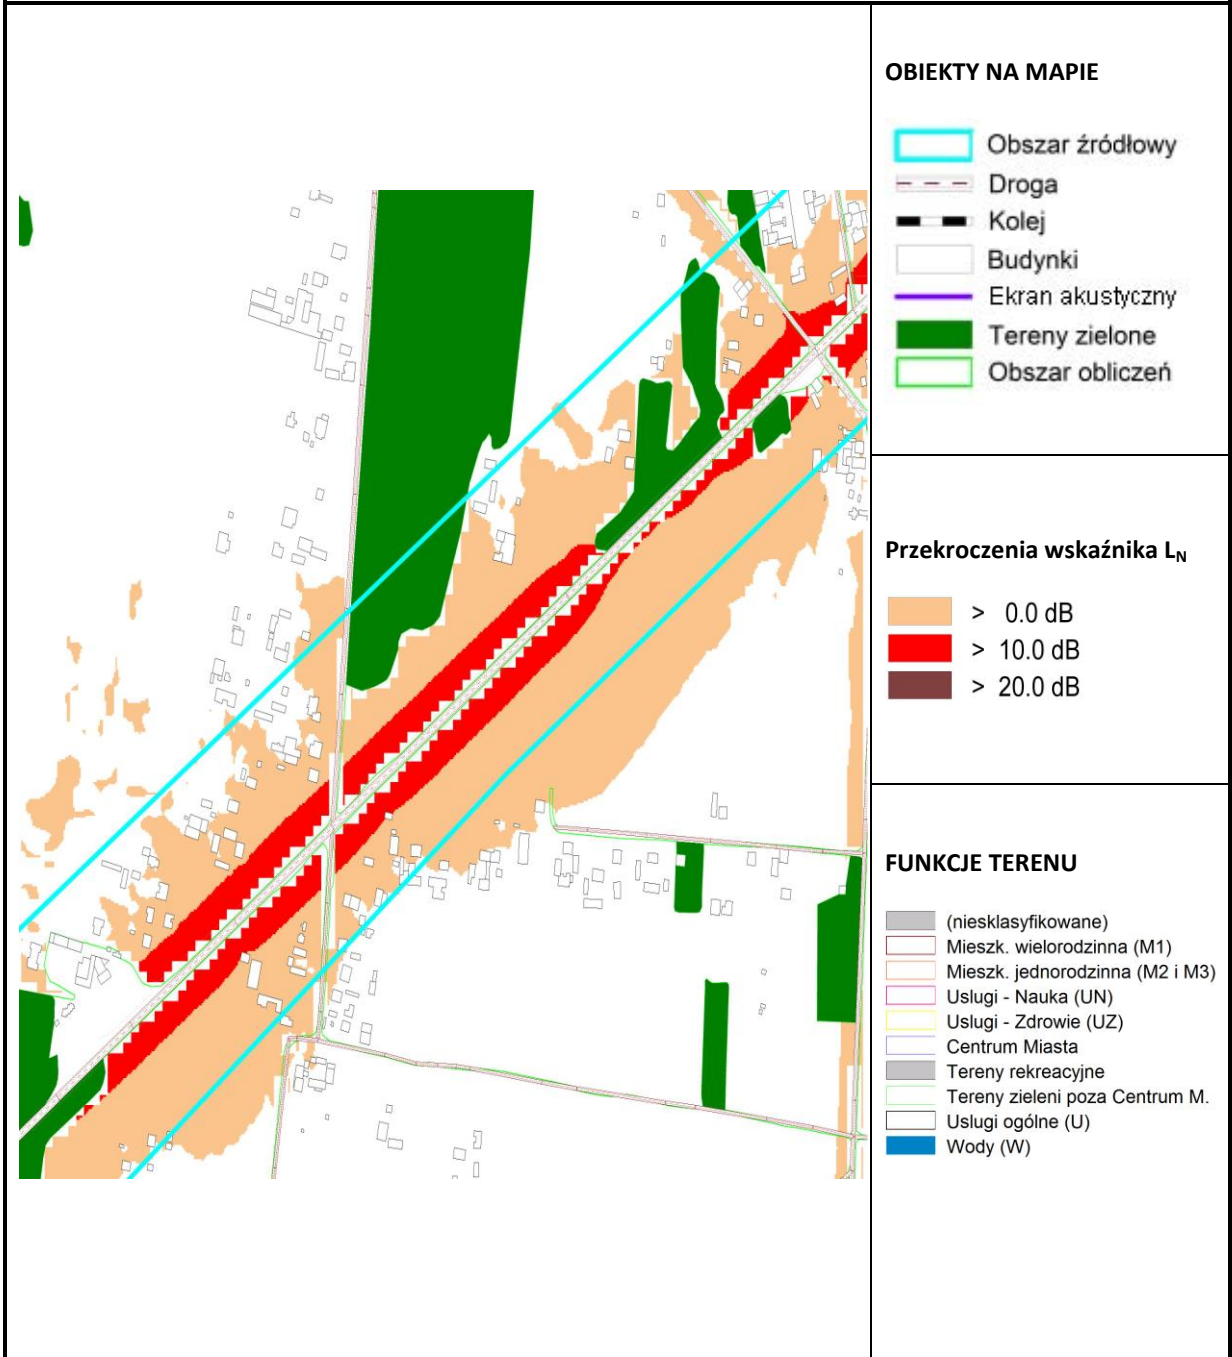 OBIEKTY NA MAPIE
Obszar źródłowy
Droga
Kolej
Budynki
Ekran akustyczny
Tereny zielone
Obszar obliczeń
Przekroczenia wskaźnika L_N
> 0.0 dB
> 10.0 dB
> 20.0 dB
FUNKCJE TERENU
(niesklasyfikowane)
Mieszk. wielorodzinna (M1)
Mieszk. jednorodzinna (M2 i M3)
Uslugi - Nauka (UN)
Uslugi - Zdrowie (UZ)
Centrum Miasta
Tereny rekreacyjne
Tereny zieleni poza Centrum M.
Uslugi ogólne (U)
Wody (W)